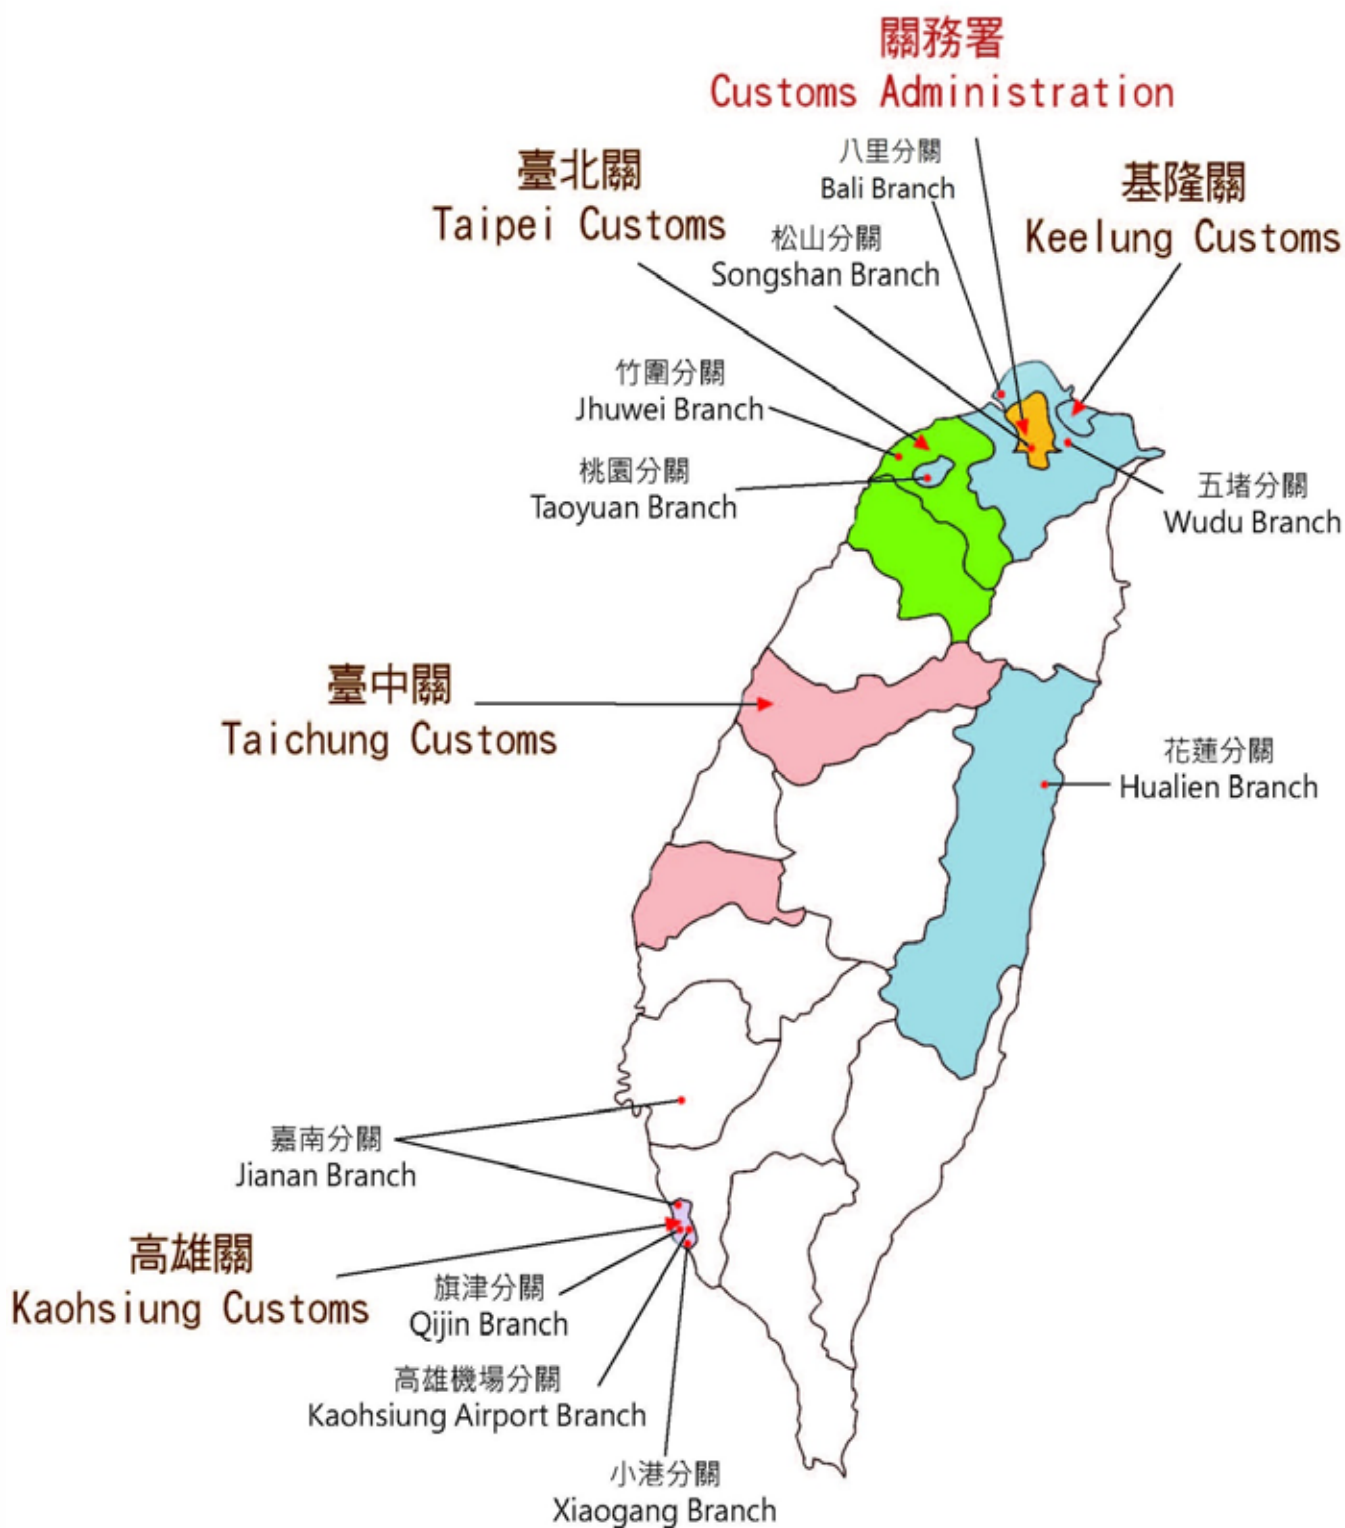 關務署
Customs Administration
八里分關
Bali Branch
臺北關
Taipei Customs
基隆關
Keelung Customs
松山分關
Songshan Branch
竹圍分關
Jhuwei Branch
桃園分關
Taoyuan Branch
五堵分關
Wudu Branch
臺中關
Taichung Customs
花蓮分關
Hualien Branch
嘉南分關
Jianan Branch
高雄關
Kaohsiung Customs
旗津分關
Qijin Branch
高雄機場分關
Kaohsiung Airport Branch
小港分關
Xiaogang Branch